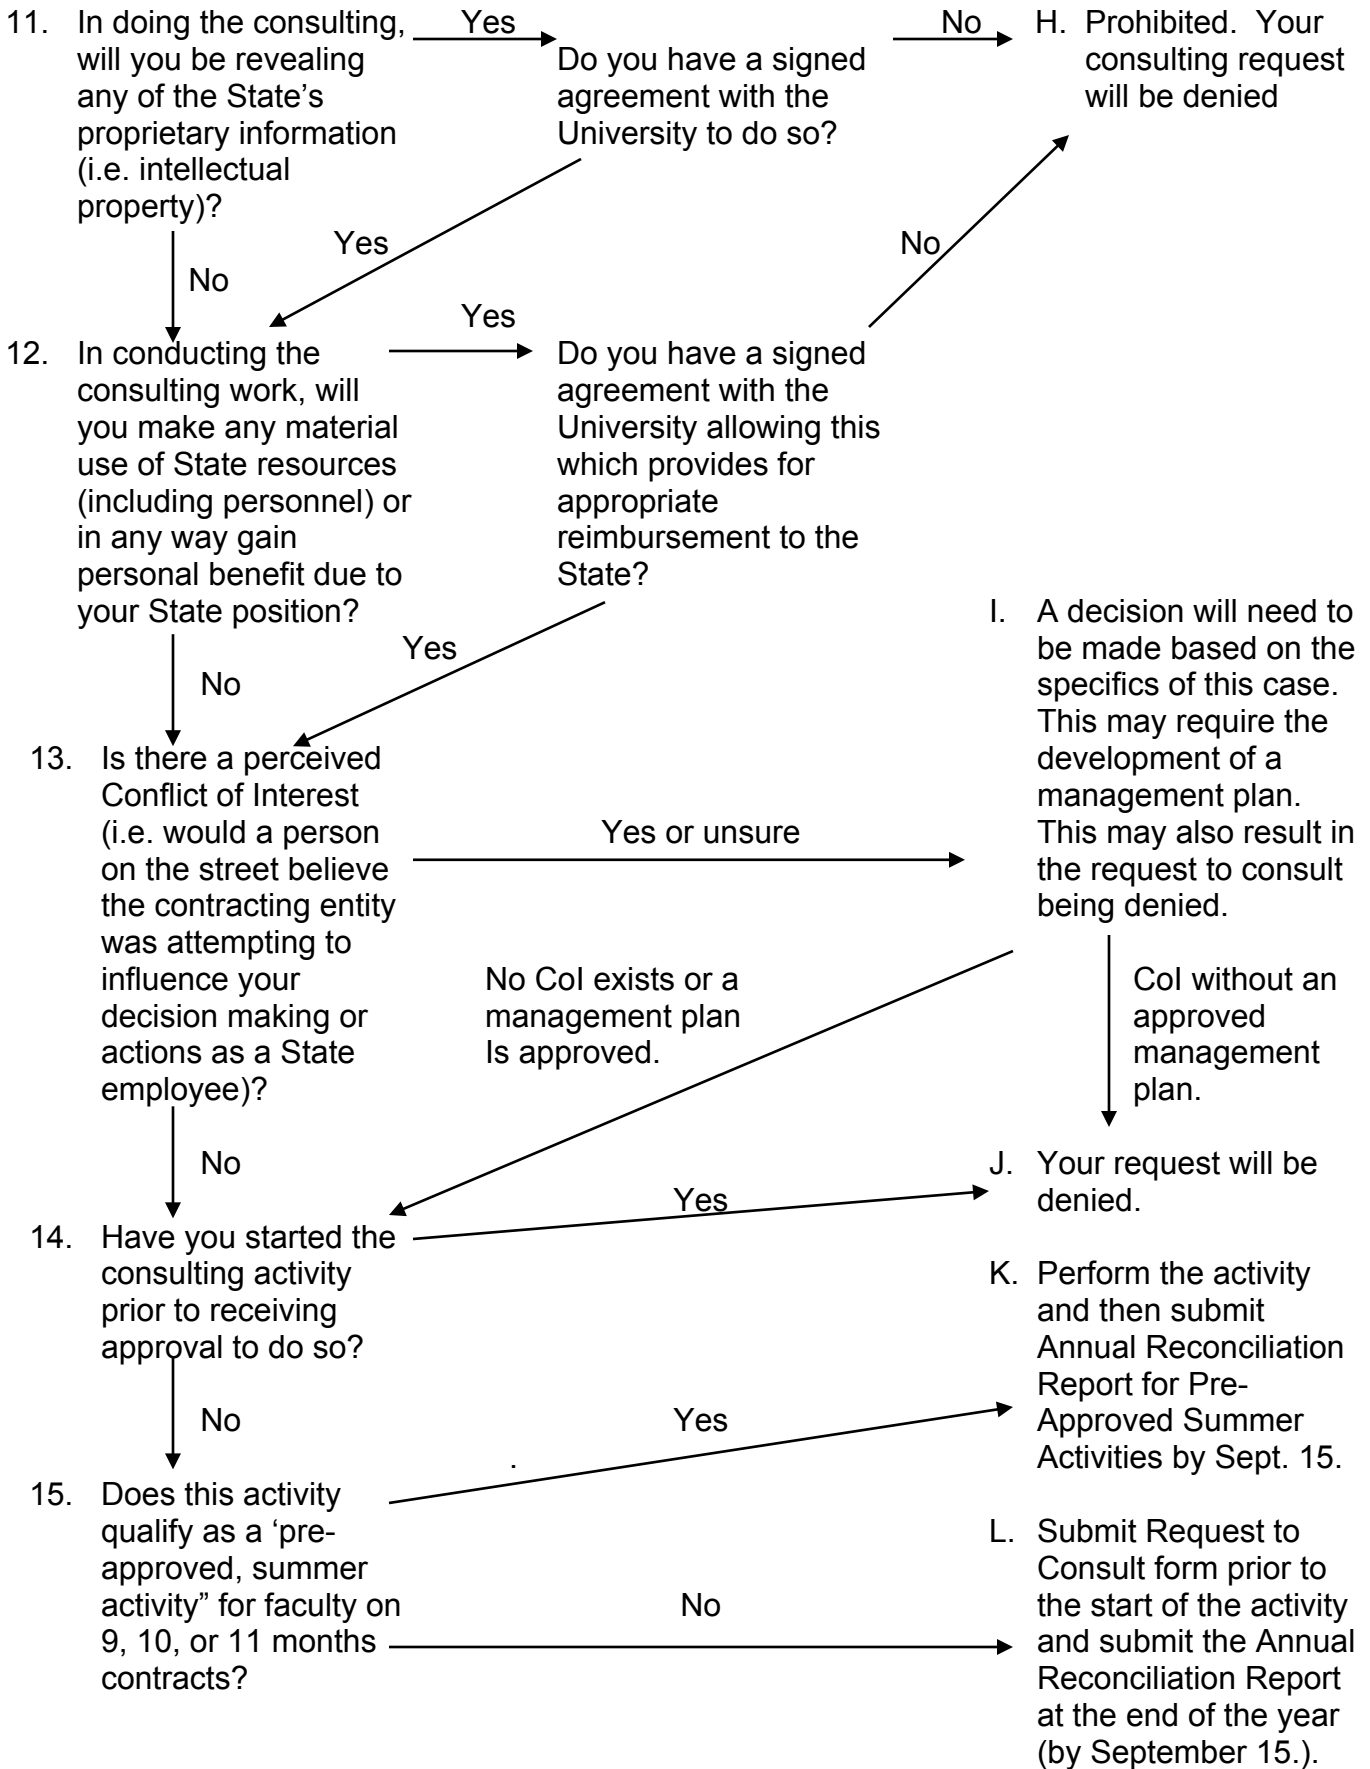 11. In doing the consulting,
will you be revealing
any of the State’s
proprietary information
(i.e. intellectual
property)?
Yes
Do you have a signed
agreement with the
University to do so?
No
H. Prohibited. Your
consulting request
will be denied
No
Yes
No
12. In conducting the
consulting work, will
you make any material
use of State resources
(including personnel) or
in any way gain
personal benefit due to
your State position?
Yes
Do you have a signed
agreement with the
University allowing this
which provides for
appropriate
reimbursement to the
State?
No
Yes
I. A decision will need to
be made based on the
specifics of this case.
This may require the
development of a
management plan.
This may also result in
the request to consult
being denied.
13. Is there a perceived
Conflict of Interest
(i.e. would a person
on the street believe
the contracting entity
was attempting to
influence your
decision making or
actions as a State
employee)?
Yes or unsure
No CoI exists or a
management plan
Is approved.
CoI without an
approved
management
plan.
No
J. Your request will be
denied.
14. Have you started the
consulting activity
prior to receiving
approval to do so?
Yes
K. Perform the activity
and then submit
Annual Reconciliation
Report for Pre-
Approved Summer
Activities by Sept. 15.
No
Yes
.
15. Does this activity
qualify as a ‘pre-
approved, summer
activity” for faculty on
9, 10, or 11 months
contracts?
No
L. Submit Request to
Consult form prior to
the start of the activity
and submit the Annual
Reconciliation Report
at the end of the year
(by September 15.).